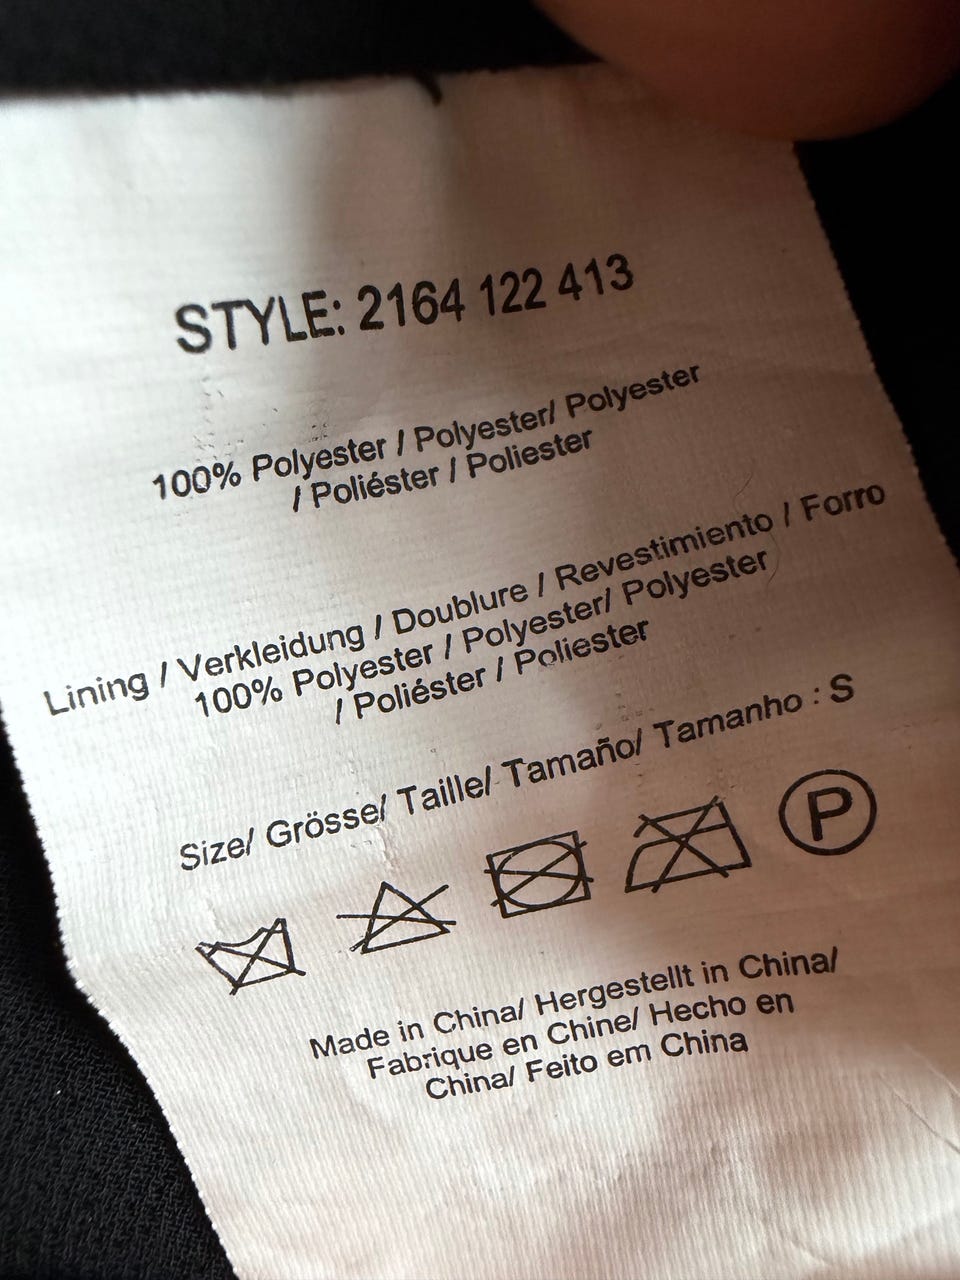 STYLE: 2164 122 413
100% Polyester / Polyester/ Polyester
/ Poliéster / Poliester
Lining / Verkleidung / Doublure / Revestimiento / Forro
100% Polyester / Polyester/ Polyester
/ Poliéster / Poliester
Size/ Grösse/ Taille/ Tamaño/ Tamanho : S
P
Made in China/ Hergestellt in China/
Fabrique en Chine/ Hecho en
China/ Feito em China